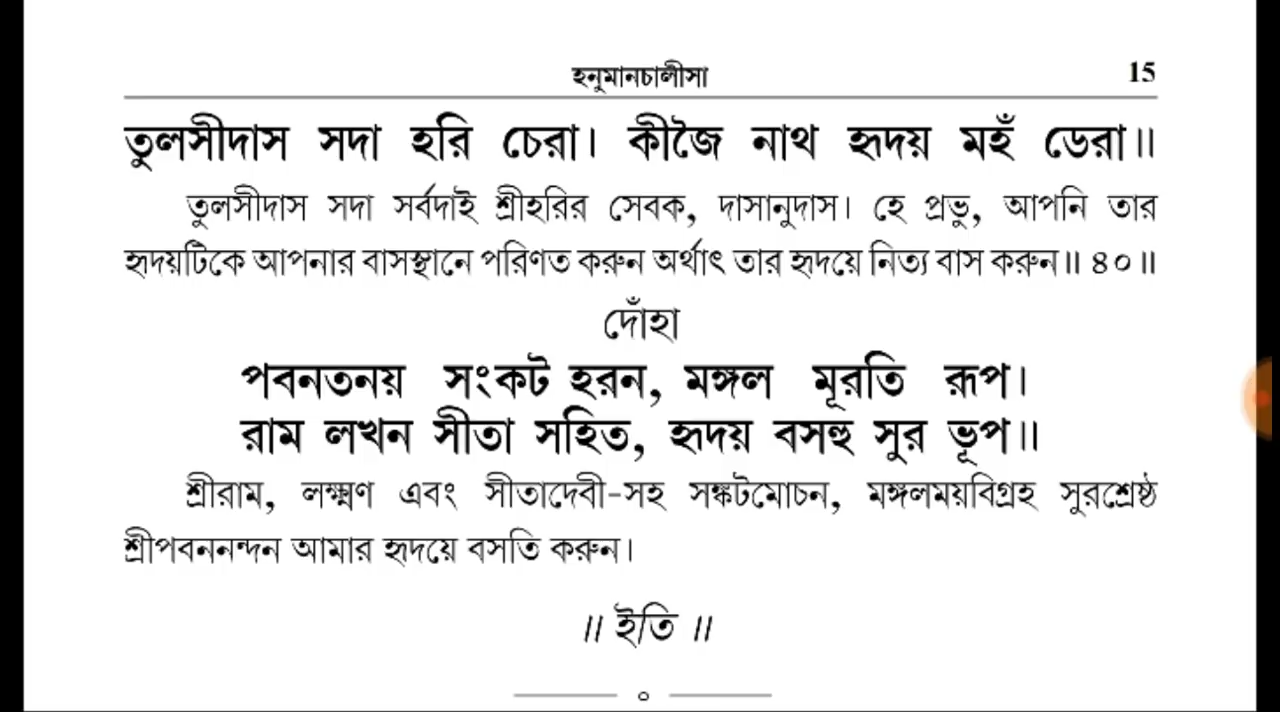 হনুমানচালীসা 15
তুলসীদাস সদা হরি চেরা। কীজৈ নাথ হৃদয় মহঁ ডেরা॥
তুলসীদাস সদা সর্বদাই শ্রীহরির সেবক, দাসানুদাস। হে প্রভু, আপনি তার
হৃদয়টিকে আপনার বাসস্থানে পরিণত করুন অর্থাৎ তার হৃদয়ে নিত্য বাস করুন॥ ৪০॥
দোঁহা
পবনতনয় সংকট হরন, মঙ্গল মূরতি রূপ।
রাম লখন সীতা সহিত, হৃদয় বসহু সুর ভূপ॥
শ্রীরাম, লক্ষ্মণ এবং সীতাদেবী-সহ সঙ্কটমোচন, মঙ্গলময়বিগ্রহ সুরশ্রেষ্ঠ
শ্রীপবননন্দন আমার হৃদয়ে বসতি করুন।
॥ ইতি ॥